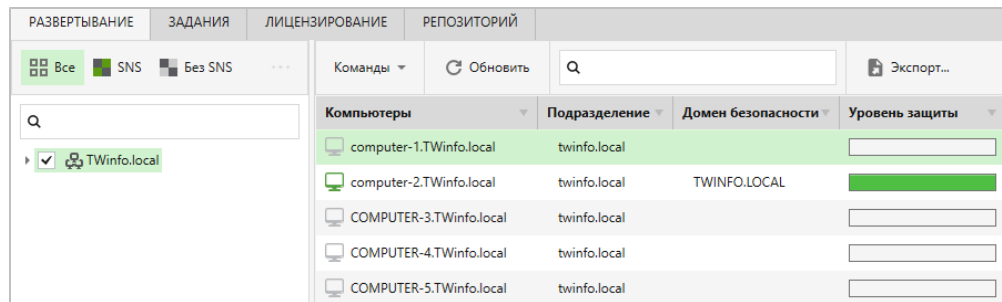 РАЗВЕРТЫВАНИЕ ЗАДАНИЯ ЛИЦЕНЗИРОВАНИЕ РЕПОЗИТОРИЙ
Все SNS Без SNS ... Команды Обновить Экспорт...
Компьютеры Подразделение Домен безопасности Уровень защиты
TWinfo.local computer-1.TWinfo.local twinfo.local
computer-2.TWinfo.local twinfo.local TWINFO.LOCAL
COMPUTER-3.TWinfo.local twinfo.local
COMPUTER-4.TWinfo.local twinfo.local
COMPUTER-5.TWinfo.local twinfo.local